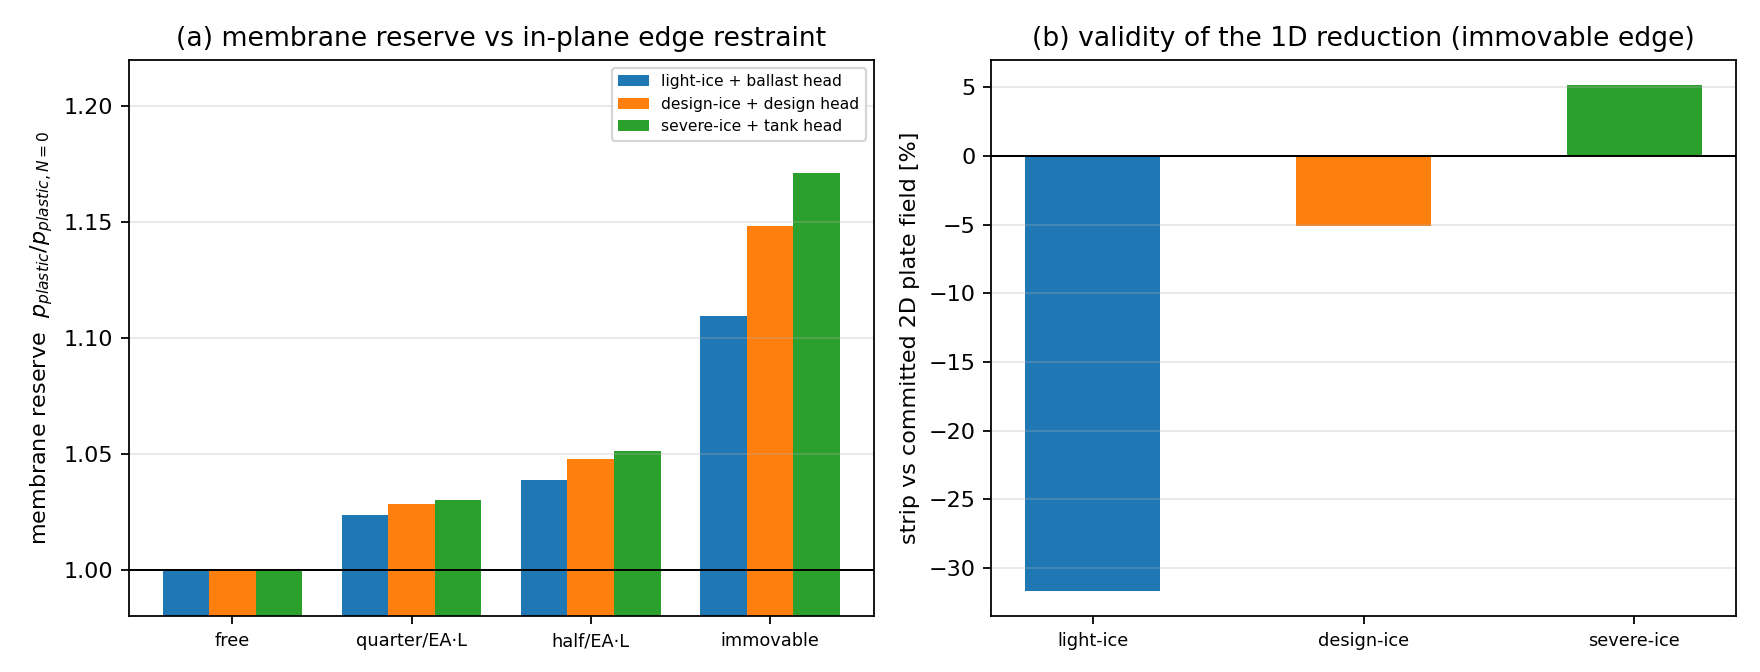 (a) membrane reserve vs in-plane edge restraint
membrane reserve p_plastic/p_plastic, N = 0
1.20
1.15
1.10
1.05
1.00
light-ice + ballast head
design-ice + design head
severe-ice + tank head
free
quarter/EA·L
half/EA·L
immovable
(b) validity of the 1D reduction (immovable edge)
strip vs committed 2D plate field [%]
5
0
−5
−10
−15
−20
−25
−30
light-ice
design-ice
severe-ice